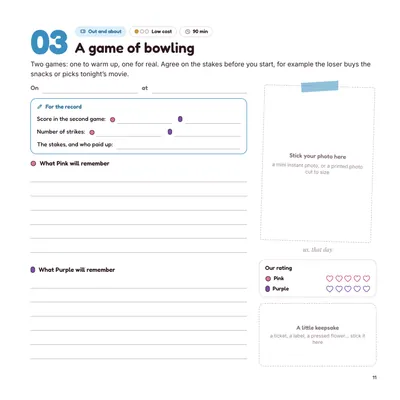 03
Out and about
Low cost
90 min
A game of bowling
Two games: one to warm up, one for real. Agree on the stakes before you start, for example the loser buys the
snacks or picks tonight's movie.
On
at
For the record
Score in the second game:
Number of strikes:
The stakes, and who paid up:
What Pink will remember
What Purple will remember
Stick your photo here
a mini instant photo, or a printed photo
cut to size
us, that day
Our rating
Pink
Purple
A little keepsake
a ticket, a label, a pressed flower... stick it
here
11